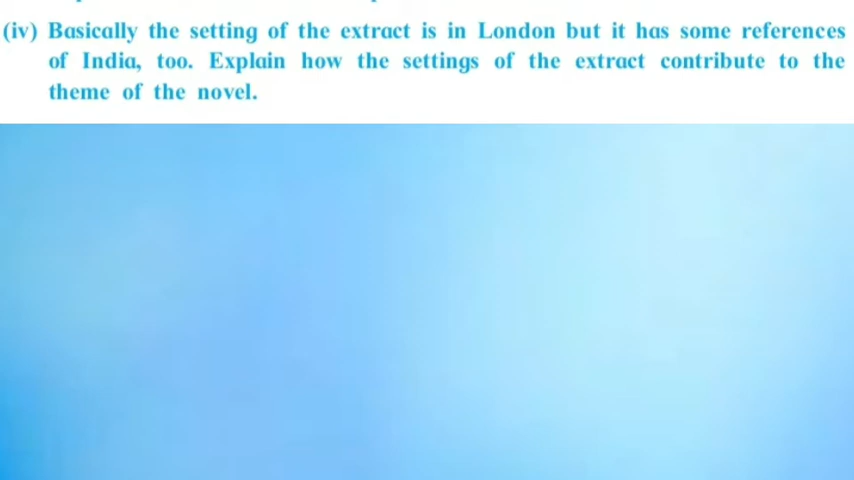 (iv) Basically the setting of the extract is in London but it has some references
of India, too. Explain how the settings of the extract contribute to the
theme of the novel.